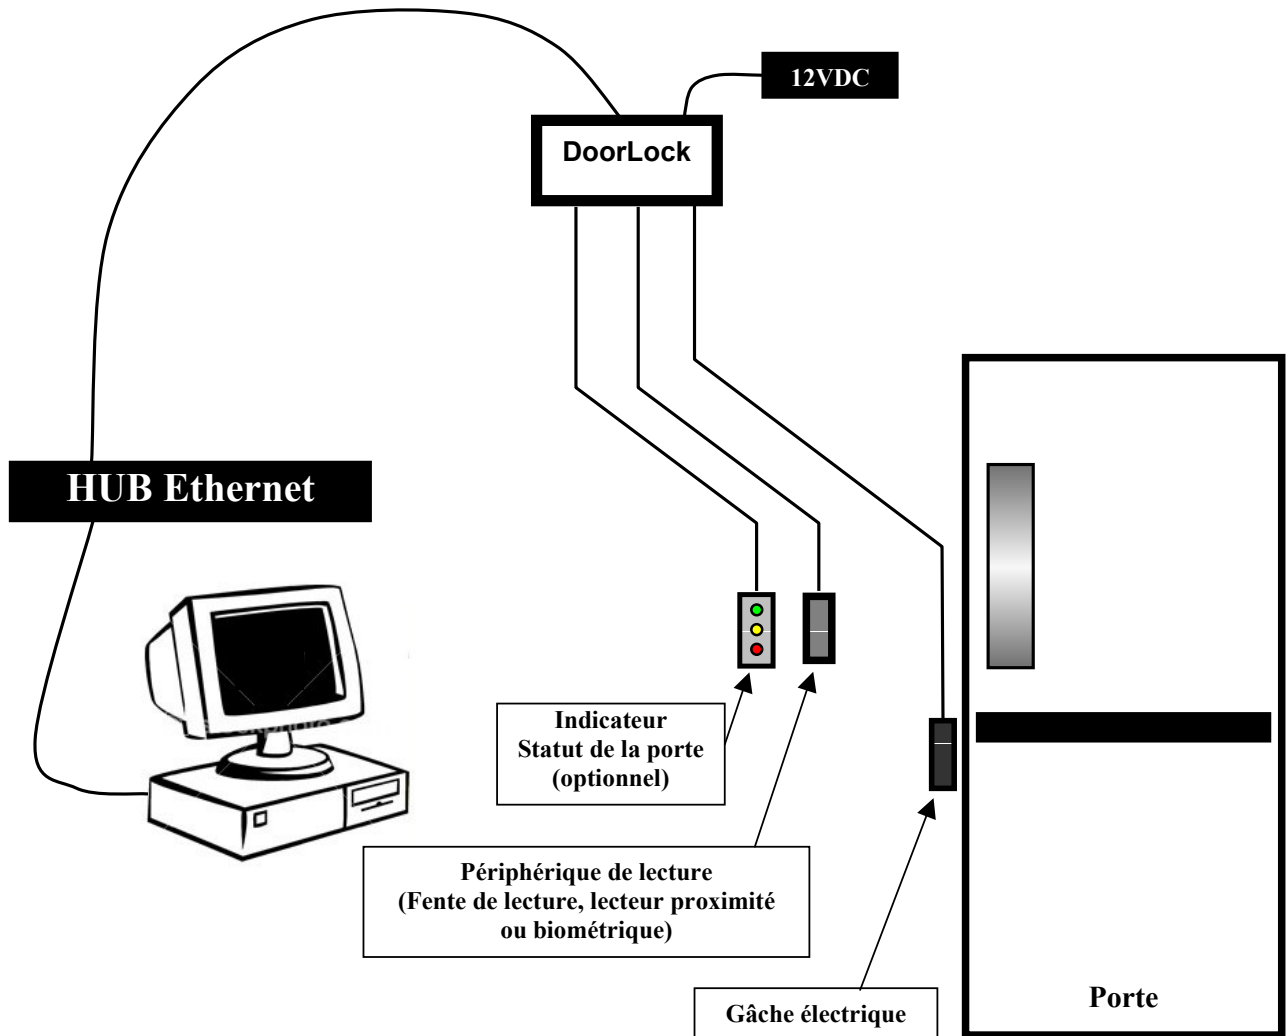 12VDC
DoorLock
HUB Ethernet
Indicateur
Statut de la porte
(optionnel)
Périphérique de lecture
(Fente de lecture, lecteur proximité
ou biométrique)
Gâche électrique
Porte